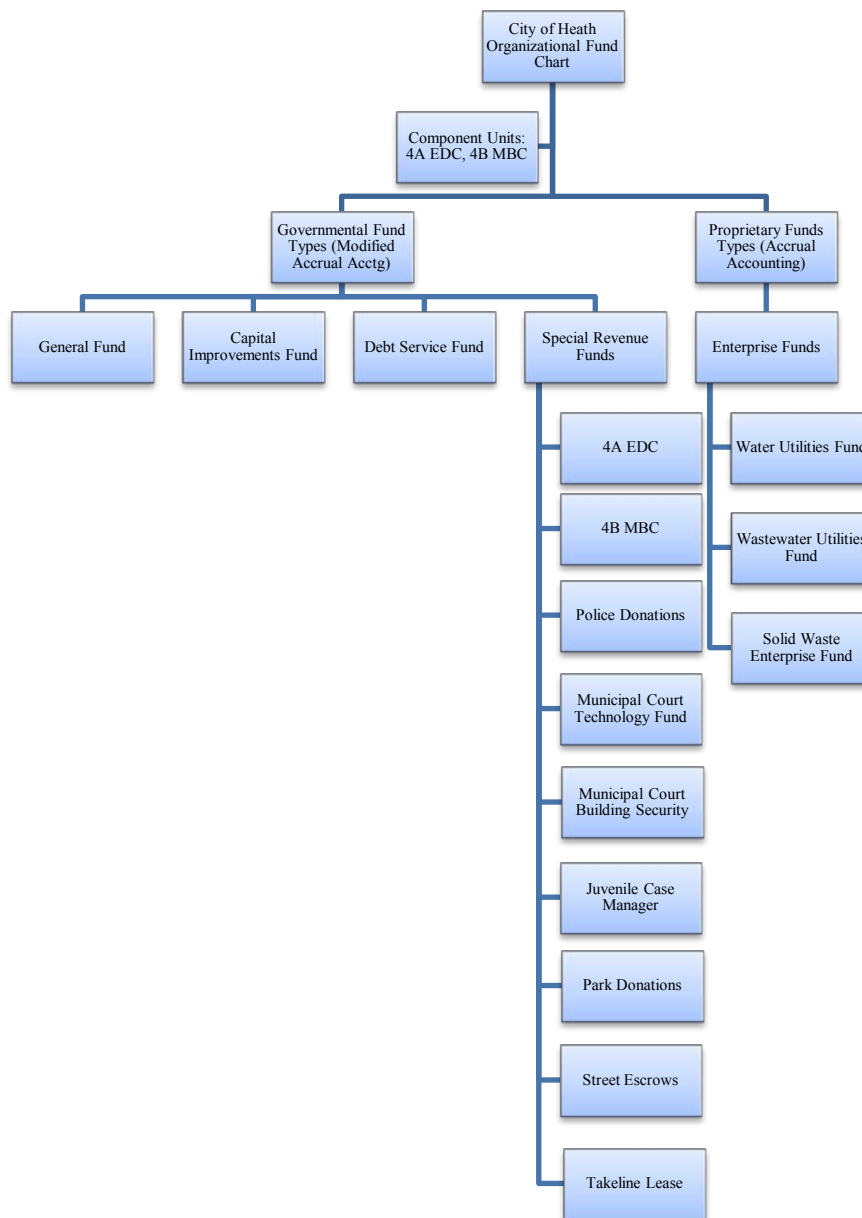 City of Heath
Organizational Fund
Chart
Component Units:
4A EDC, 4B MBC
Governmental Fund
Types (Modified
Accrual Acctg)
Proprietary Funds
Types (Accrual
Accounting)
General Fund
Capital
Improvements Fund
Debt Service Fund
Special Revenue
Funds
Enterprise Funds
4A EDC
4B MBC
Police Donations
Municipal Court
Technology Fund
Municipal Court
Building Security
Juvenile Case
Manager
Park Donations
Street Escrows
Takeline Lease
Water Utilities Fund
Wastewater Utilities
Fund
Solid Waste
Enterprise Fund